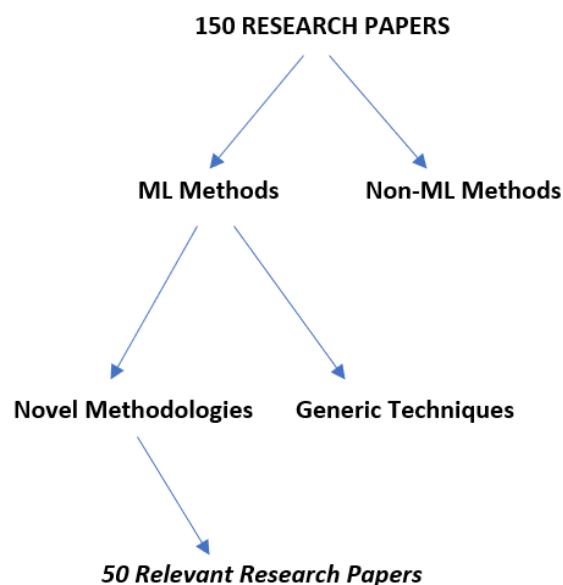 150 RESEARCH PAPERS
ML Methods
Non-ML Methods
Novel Methodologies
Generic Techniques
50 Relevant Research Papers